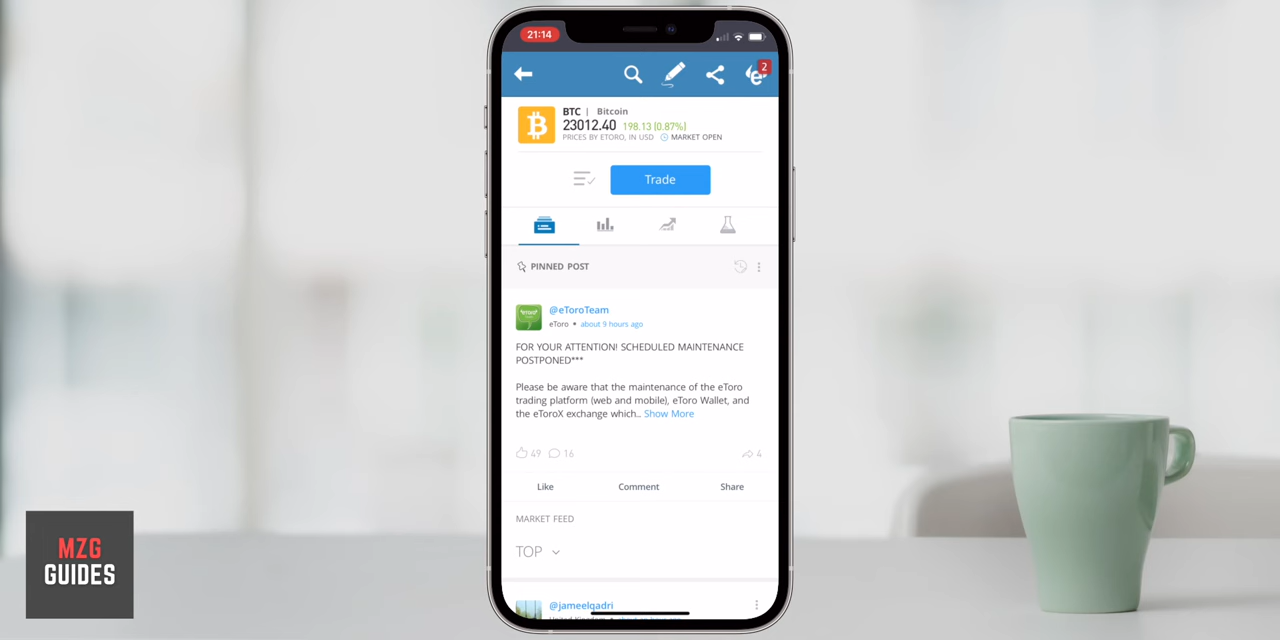 21:14
2
BTC | Bitcoin
23012.40 198.13 (0.87%)
PRICES BY ETORO, IN USD MARKET OPEN
Trade
PINNED POST
@eToroTeam
eToro • about 9 hours ago
FOR YOUR ATTENTION! SCHEDULED MAINTENANCE
POSTPONED***
Please be aware that the maintenance of the eToro
trading platform (web and mobile), eToro Wallet, and
the eToroX exchange which... Show More
49 16 4
Like Comment Share
MARKET FEED
TOP
@jameelqadri
MZG
GUIDES